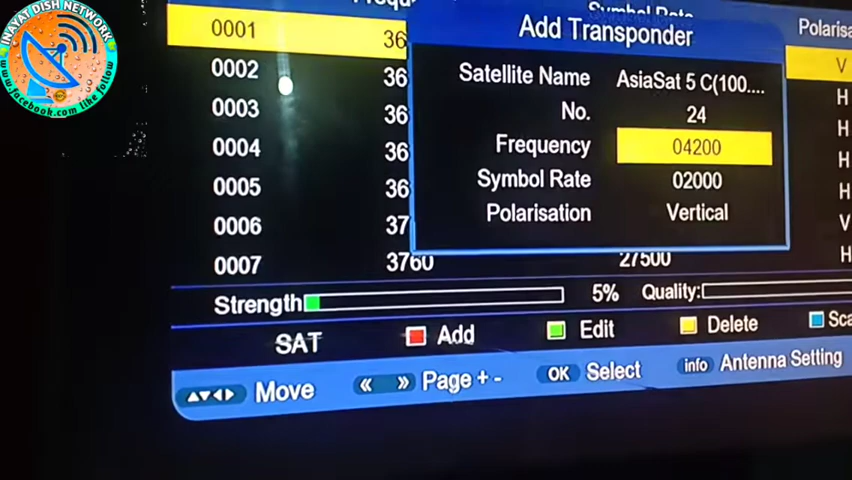 INAYAT DISH NETWORK
www.facebook.com like follow
Symbol Rate
Polarisa
Add Transponder
0001
36
V
Satellite Name AsiaSat 5 C(100....
0002
36
H
No. 24
0003
36
H
Frequency 04200
0004
36
H
Symbol Rate 02000
0005
36
H
Polarisation Vertical
0006
37
V
0007 3760 27500 H
Strength 5% Quality:
SAT Add Edit Delete Sca
Move « » Page + - OK Select info Antenna Setting